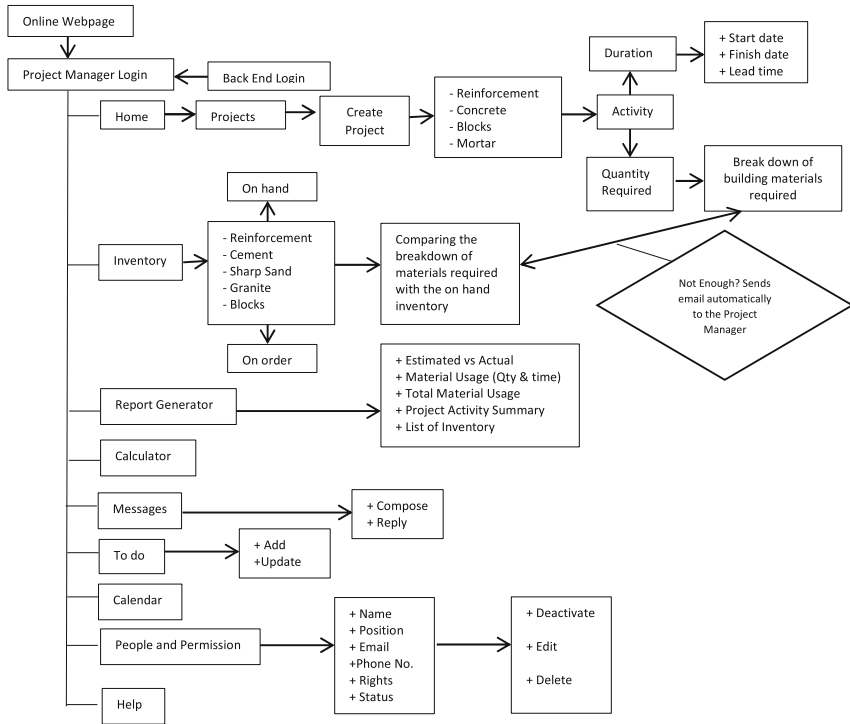 Online Webpage
Project Manager Login
Back End Login
Home
Projects
Create
Project
- Reinforcement
- Concrete
- Blocks
- Mortar
Activity
Duration
+ Start date
+ Finish date
+ Lead time
Quantity
Required
Break down of
building materials
required
Inventory
On hand
- Reinforcement
- Cement
- Sharp Sand
- Granite
- Blocks
On order
Comparing the
breakdown of
materials required
with the on hand
inventory
Not Enough? Sends
email automatically
to the Project
Manager
Report Generator
+ Estimated vs Actual
+ Material Usage (Qty & time)
+ Total Material Usage
+ Project Activity Summary
+ List of Inventory
Calculator
Messages
+ Compose
+ Reply
To do
+ Add
+Update
Calendar
People and Permission
+ Name
+ Position
+ Email
+Phone No.
+ Rights
+ Status
+ Deactivate
+ Edit
+ Delete
Help